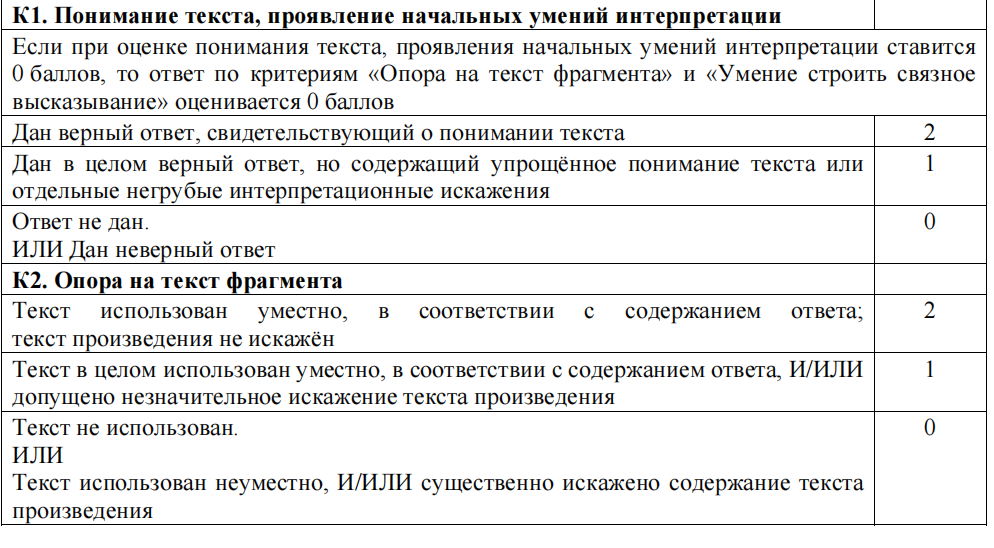 К1. Понимание текста, проявление начальных умений интерпретации
Если при оценке понимания текста, проявления начальных умений интерпретации ставится
0 баллов, то ответ по критериям «Опора на текст фрагмента» и «Умение строить связное
высказывание» оценивается 0 баллов
Дан верный ответ, свидетельствующий о понимании текста 2
Дан в целом верный ответ, но содержащий упрощённое понимание текста или 1
отдельные негрубые интерпретационные искажения
Ответ не дан. 0
ИЛИ Дан неверный ответ
К2. Опора на текст фрагмента
Текст использован уместно, в соответствии с содержанием ответа; 2
текст произведения не искажён
Текст в целом использован уместно, в соответствии с содержанием ответа, И/ИЛИ 1
допущено незначительное искажение текста произведения
Текст не использован. 0
ИЛИ
Текст использован неуместно, И/ИЛИ существенно искажено содержание текста
произведения